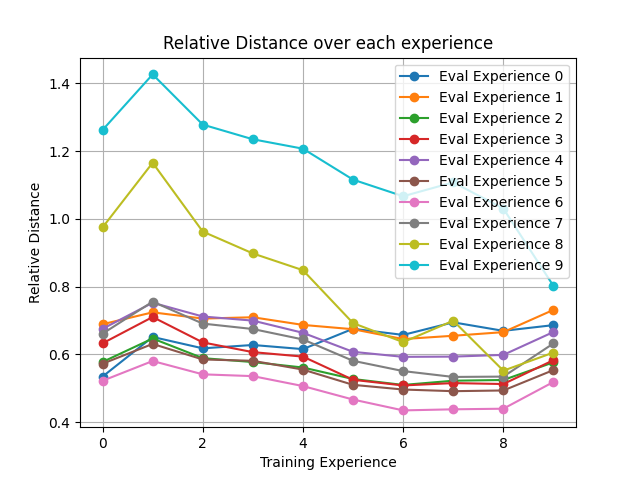 Relative Distance over each experience
Eval Experience 0
Eval Experience 1
Eval Experience 2
Eval Experience 3
Eval Experience 4
Eval Experience 5
Eval Experience 6
Eval Experience 7
Eval Experience 8
Eval Experience 9
Relative Distance
1.4
1.2
1.0
0.8
0.6
0.4
0
2
4
6
8
Training Experience